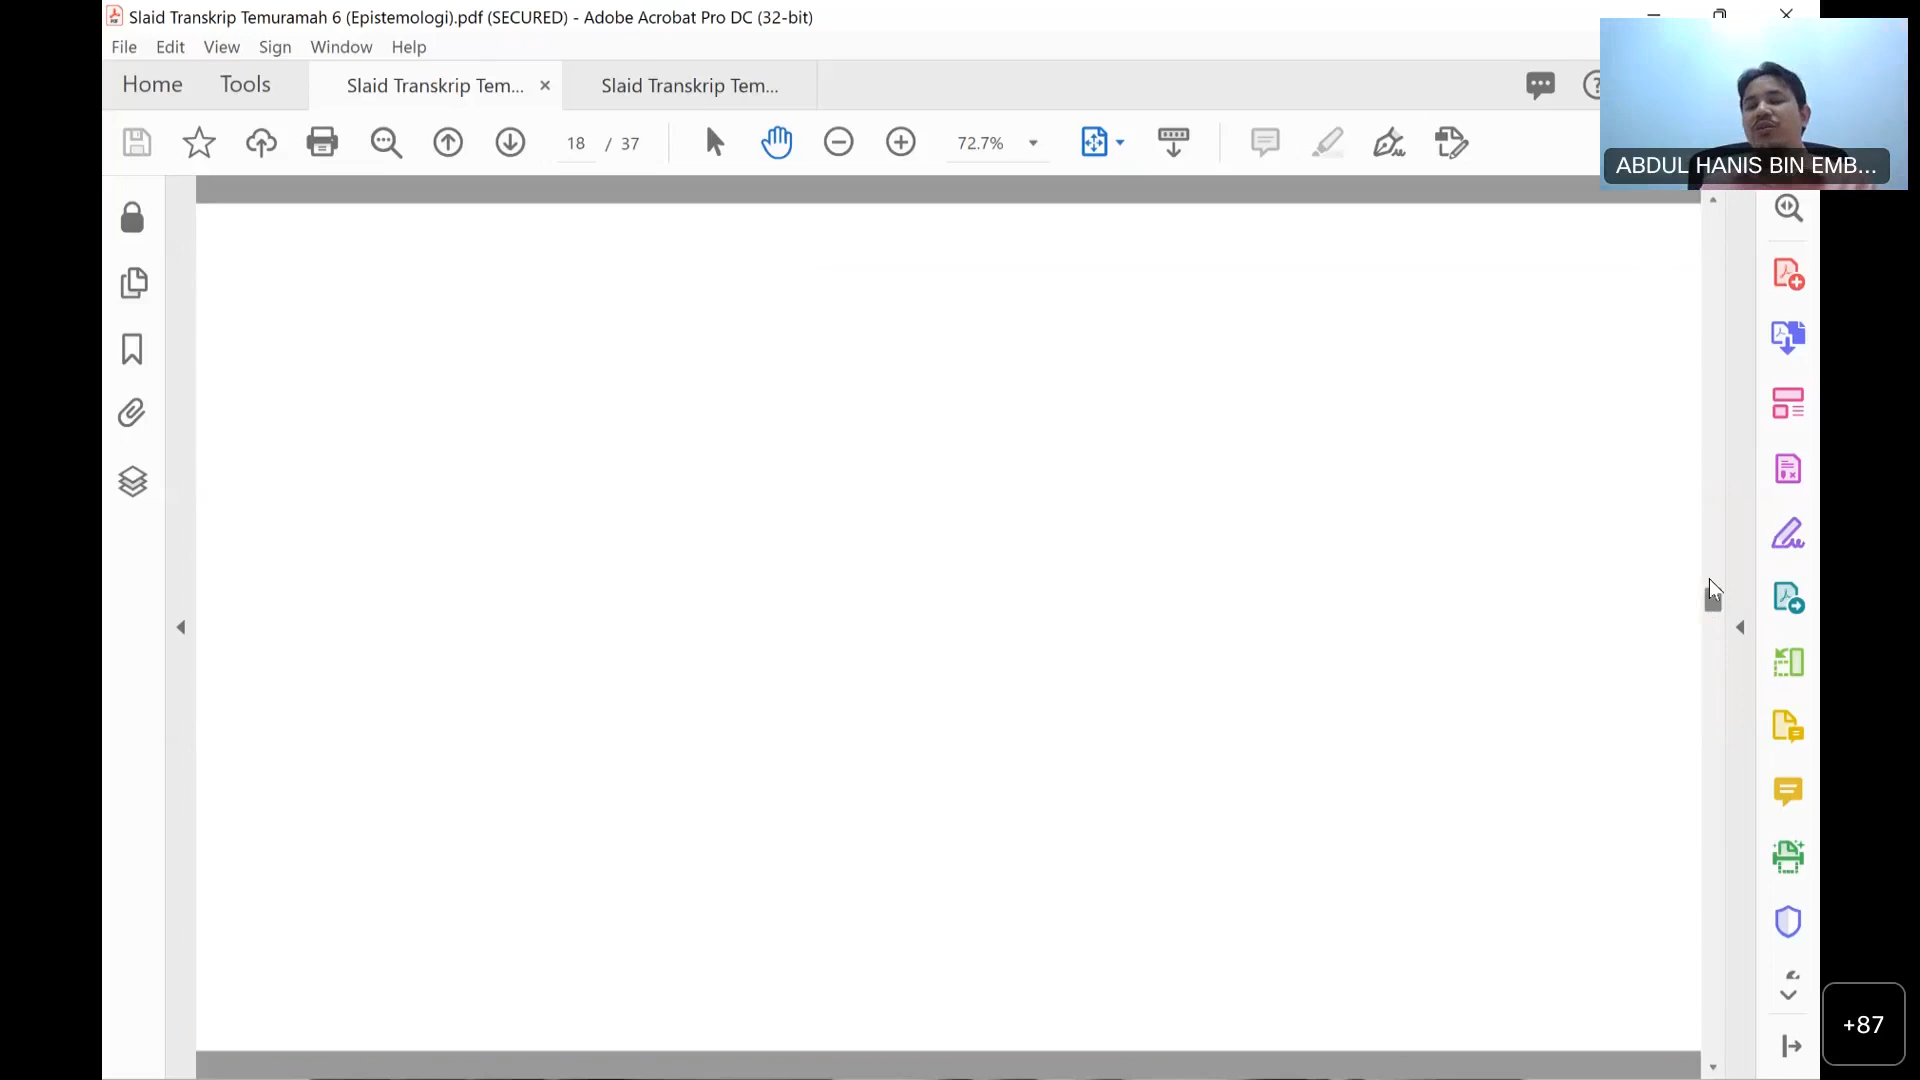 Slaid Transkrip Temuramah 6 (Epistemologi).pdf (SECURED) - Adobe Acrobat Pro DC (32-bit)
File Edit View Sign Window Help
Home Tools Slaid Transkrip Tem... × Slaid Transkrip Tem...
18 / 37 72.7%
ABDUL HANIS BIN EMB...
+87